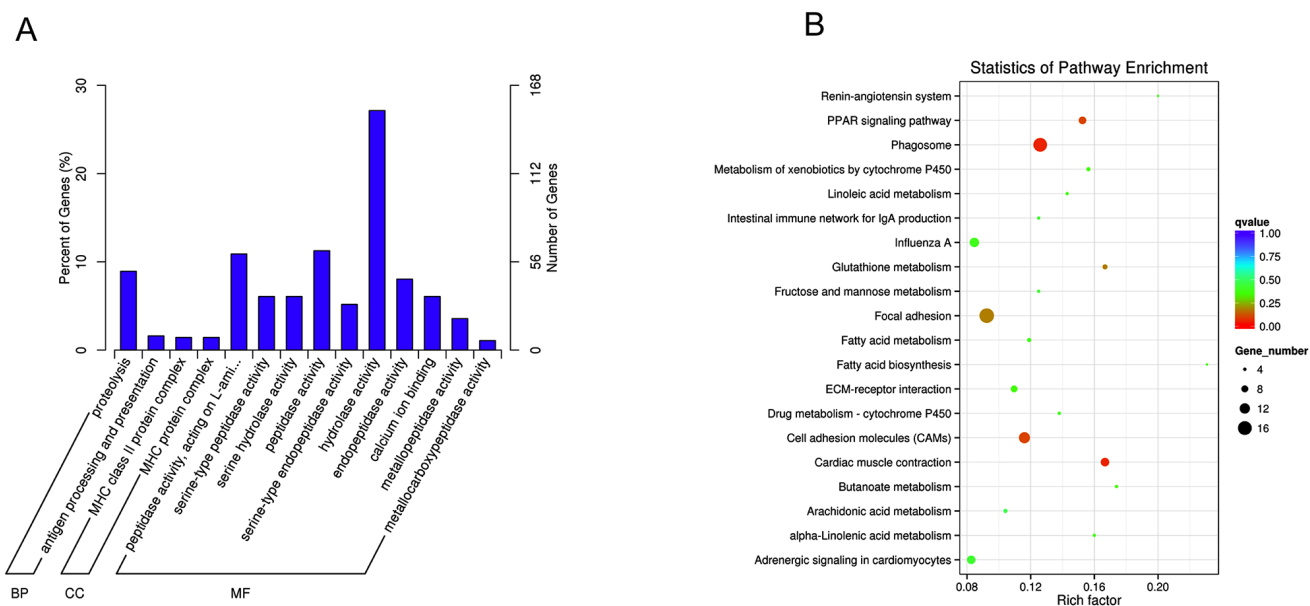 A
Percent of Genes (%)
30
20
10
0
168
112
56
0
Number of Genes
proteolysis
antigen processing and presentation
MHC class II protein complex
MHC protein complex
peptidase activity, acting on L-ami...
serine-type peptidase activity
serine hydrolase activity
peptidase activity
serine-type endopeptidase activity
hydrolase activity
endopeptidase activity
calcium ion binding
metallopeptidase activity
metallocarboxypeptidase activity
BP
CC
MF
B
Statistics of Pathway Enrichment
Renin-angiotensin system
PPAR signaling pathway
Phagosome
Metabolism of xenobiotics by cytochrome P450
Linoleic acid metabolism
Intestinal immune network for IgA production
Influenza A
Glutathione metabolism
Fructose and mannose metabolism
Focal adhesion
Fatty acid metabolism
Fatty acid biosynthesis
ECM-receptor interaction
Drug metabolism - cytochrome P450
Cell adhesion molecules (CAMs)
Cardiac muscle contraction
Butanoate metabolism
Arachidonic acid metabolism
alpha-Linolenic acid metabolism
Adrenergic signaling in cardiomyocytes
0.08 0.12 0.16 0.20
Rich factor
qvalue
1.00
0.75
0.50
0.25
0.00
Gene_number
4
8
12
16